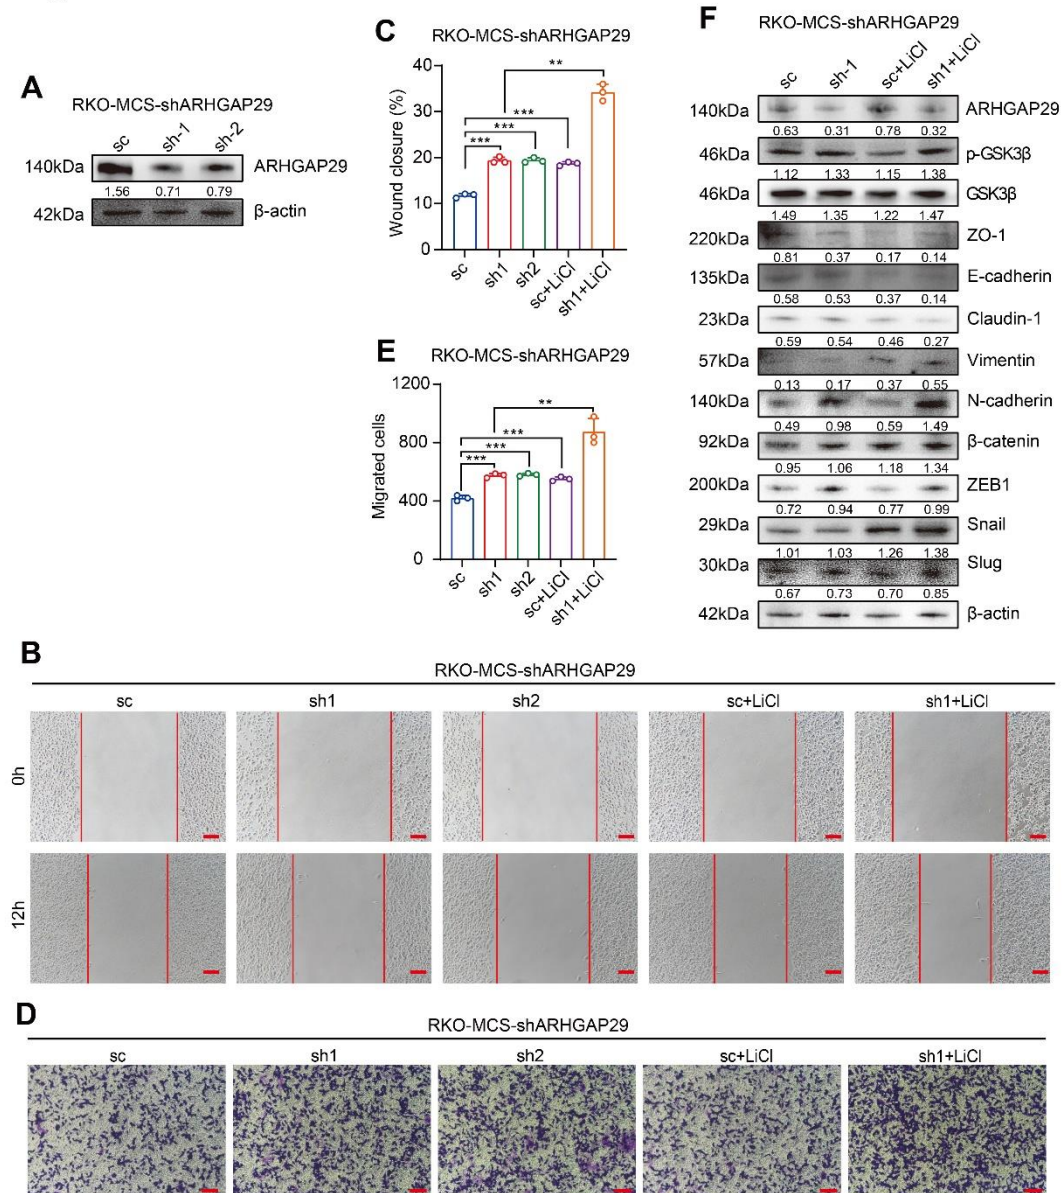 A
RKO-MCS-shARHGAP29
sc sh-1 sh-2
140kDa ARHGAP29
1.56 0.71 0.79
42kDa β-actin
C
RKO-MCS-shARHGAP29
Wound closure (%)
40
30
20
10
0
**
***
***
***
sc sh1 sh2 sc+LiCl sh1+LiCl
E
RKO-MCS-shARHGAP29
Migrated cells
1200
800
400
0
**
***
***
***
sc sh1 sh2 sc+LiCl sh1+LiCl
F
RKO-MCS-shARHGAP29
sc sh-1 sc+LiCl sh1+LiCl
140kDa ARHGAP29
0.63 0.31 0.78 0.32
46kDa p-GSK3β
1.12 1.33 1.15 1.38
46kDa GSK3β
1.49 1.35 1.22 1.47
220kDa ZO-1
0.81 0.37 0.17 0.14
135kDa E-cadherin
0.58 0.53 0.37 0.14
23kDa Claudin-1
0.59 0.54 0.46 0.27
57kDa Vimentin
0.13 0.17 0.37 0.55
140kDa N-cadherin
0.49 0.98 0.59 1.49
92kDa β-catenin
0.95 1.06 1.18 1.34
200kDa ZEB1
0.72 0.94 0.77 0.99
29kDa Snail
1.01 1.03 1.26 1.38
30kDa Slug
0.67 0.73 0.70 0.85
42kDa β-actin
B
RKO-MCS-shARHGAP29
sc sh1 sh2 sc+LiCl sh1+LiCl
0h
12h
D
RKO-MCS-shARHGAP29
sc sh1 sh2 sc+LiCl sh1+LiCl